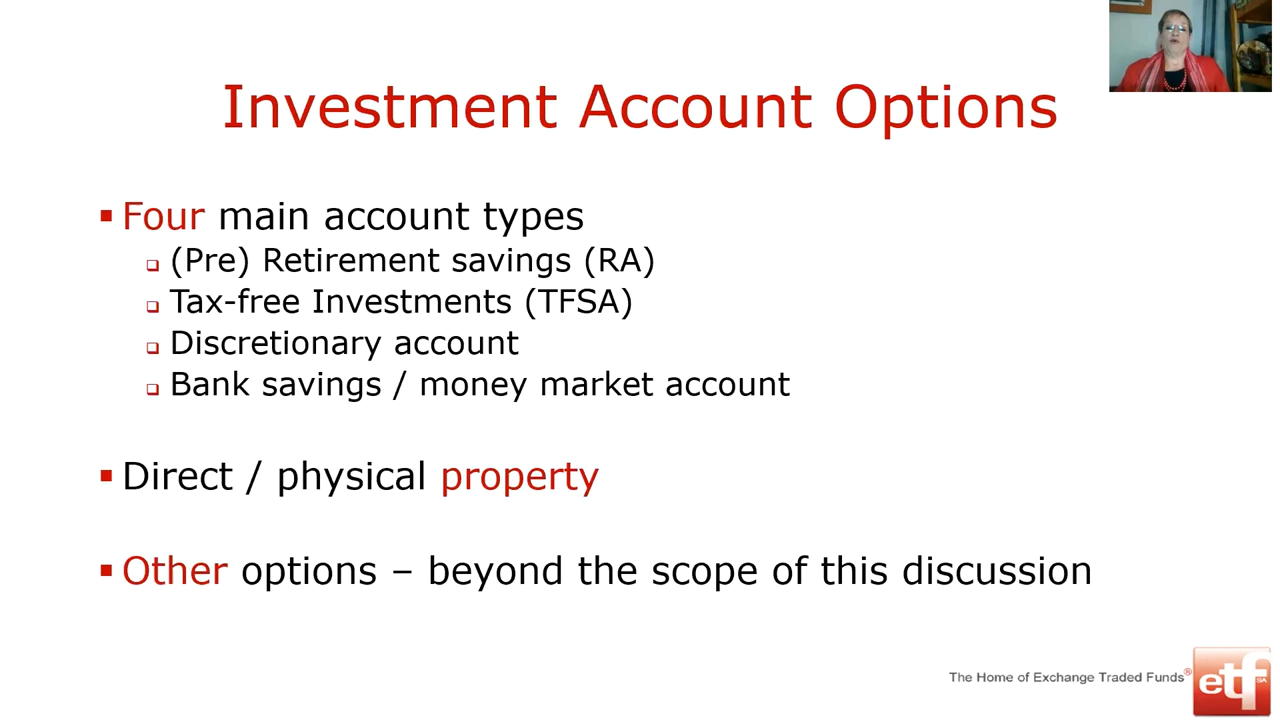 Investment Account Options
Four main account types
(Pre) Retirement savings (RA)
Tax-free Investments (TFSA)
Discretionary account
Bank savings / money market account
Direct / physical property
Other options – beyond the scope of this discussion
The Home of Exchange Traded Funds®
etfSA